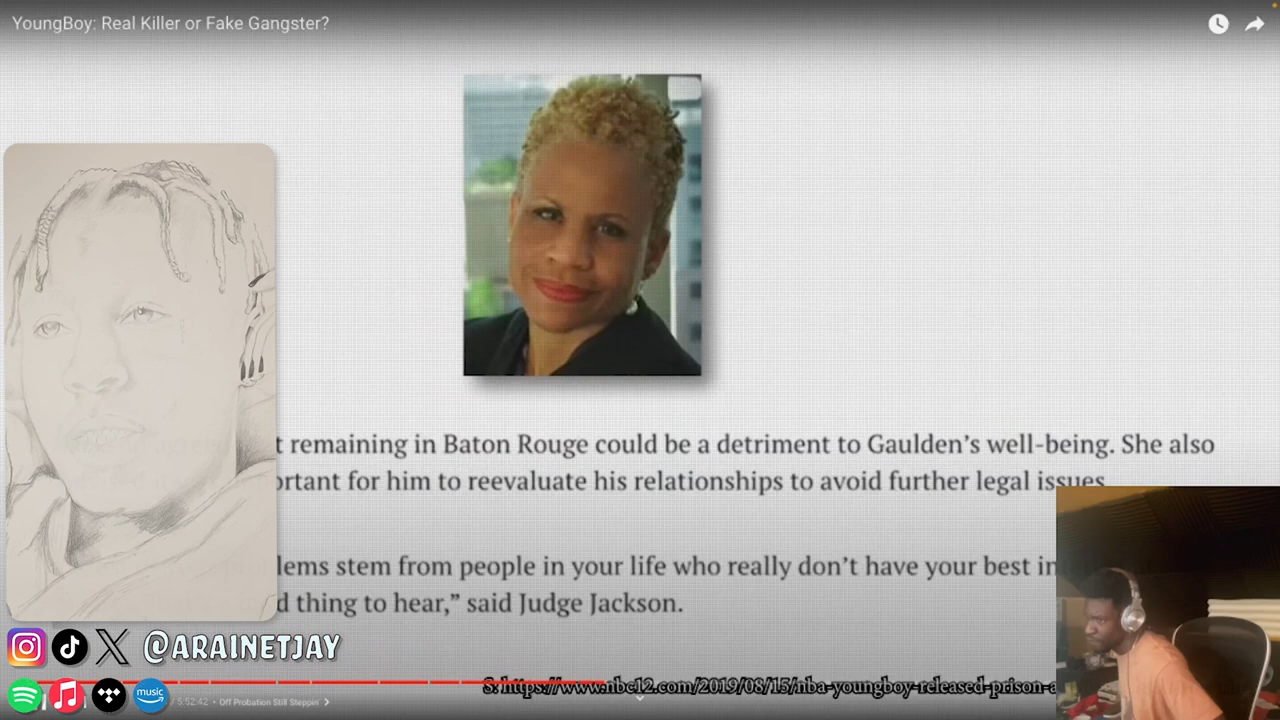 YoungBoy: Real Killer or Fake Gangster?
t remaining in Baton Rouge could be a detriment to Gaulden's well-being. She also
ortant for him to reevaluate his relationships to avoid further legal issues
lems stem from people in your life who really don't have your best in
d thing to hear,” said Judge Jackson.
@ARAINETJAY
S: https://www.nbc12.com/2019/08/15/nba-youngboy-released-prison-a
music
/ 5:52:42 • Off Probation Still Steppin' >